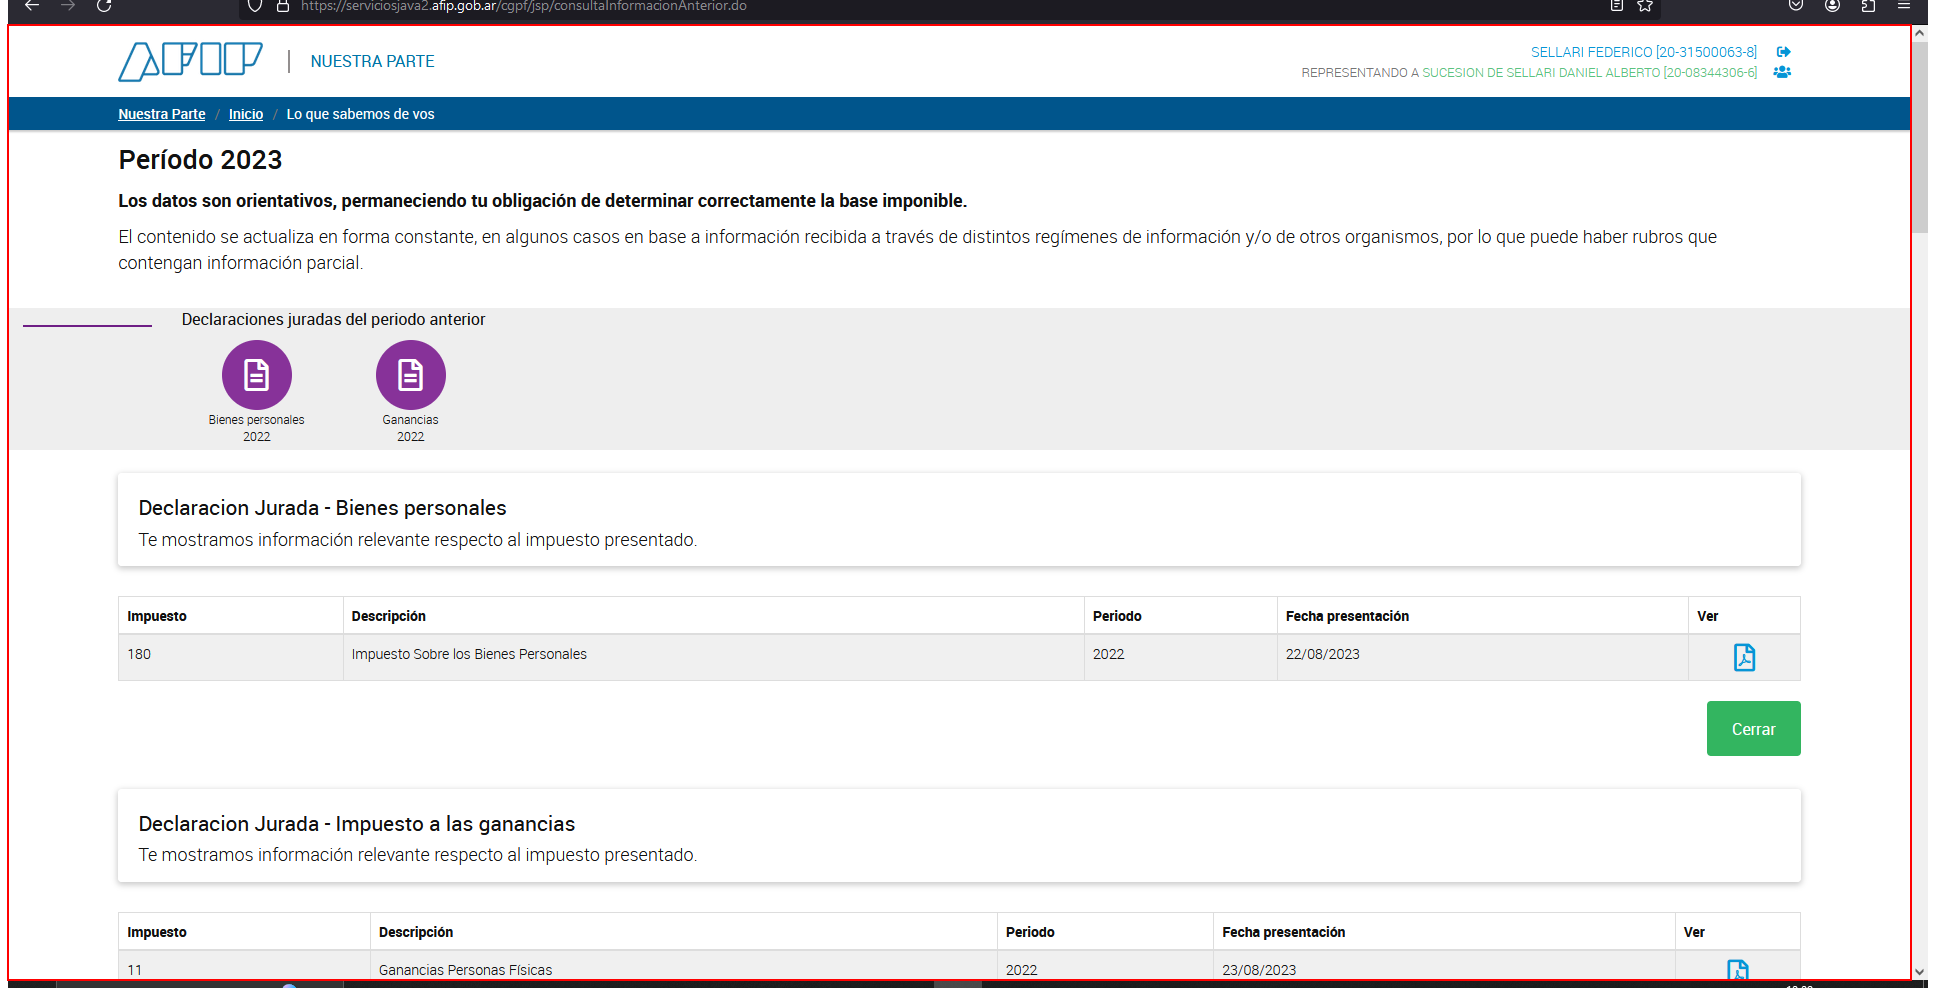 https://serviciosjava2.afip.gob.ar/cgpf/jsp/consultaInformacionAnterior.do
AFIP
NUESTRA PARTE
SELLARI FEDERICO [20-31500063-8]
REPRESENTANDO A SUCESION DE SELLARI DANIEL ALBERTO [20-08344306-6]
Nuestra Parte / Inicio / Lo que sabemos de vos
Período 2023
Los datos son orientativos, permaneciendo tu obligación de determinar correctamente la base imponible.
El contenido se actualiza en forma constante, en algunos casos en base a información recibida a través de distintos regímenes de información y/o de otros organismos, por lo que puede haber rubros que
contengan información parcial.
Declaraciones juradas del periodo anterior
Bienes personales
2022
Ganancias
2022
Declaracion Jurada - Bienes personales
Te mostramos información relevante respecto al impuesto presentado.
Impuesto Descripción Periodo Fecha presentación Ver
180 Impuesto Sobre los Bienes Personales 2022 22/08/2023
Cerrar
Declaracion Jurada - Impuesto a las ganancias
Te mostramos información relevante respecto al impuesto presentado.
Impuesto Descripción Periodo Fecha presentación Ver
11 Ganancias Personas Físicas 2022 23/08/2023